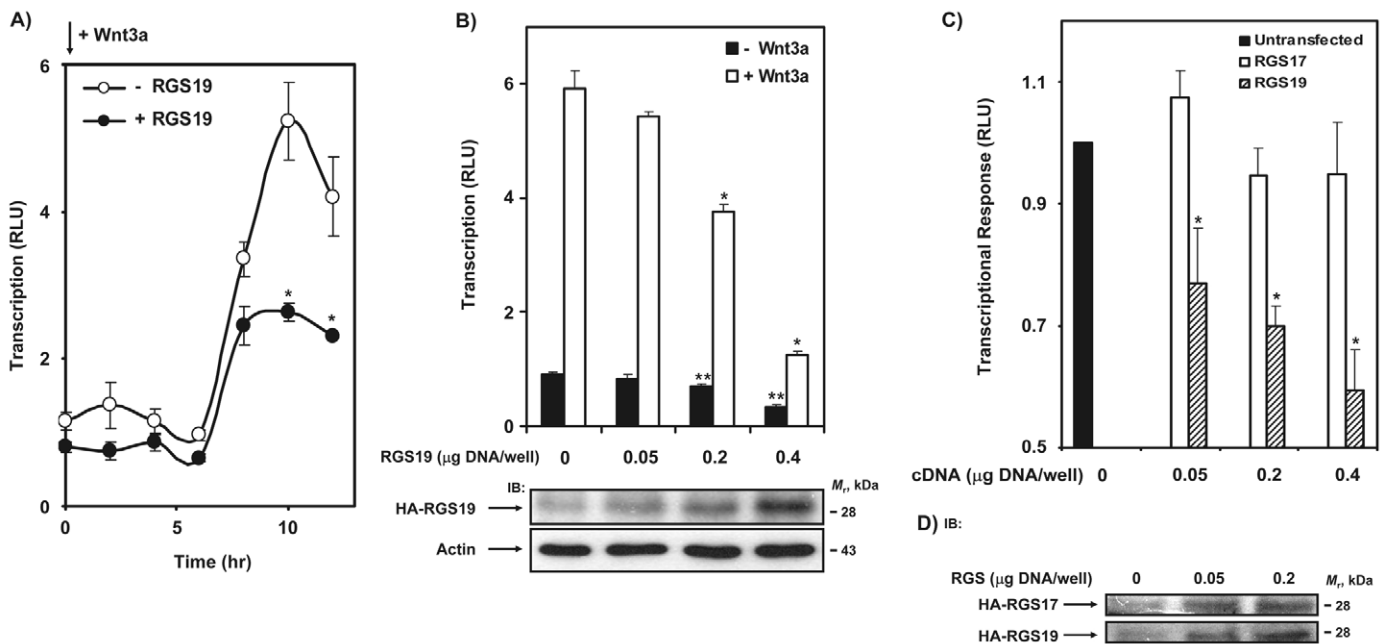 A)
+ Wnt3a
6
4
2
0
- RGS19
+ RGS19
*
*
Transcription (RLU)
0 5 10
Time (hr)
B)
6
4
2
0
- Wnt3a
+ Wnt3a
Transcription (RLU)
*
*
**
**
RGS19 (μg DNA/well) 0 0.05 0.2 0.4
IB:
Mr, kDa
HA-RGS19
- 28
Actin
- 43
C)
Untransfected
RGS17
RGS19
1.1
0.9
0.7
0.5
Transcriptional Response (RLU)
*
*
*
cDNA (μg DNA/well) 0 0.05 0.2 0.4
D) IB:
RGS (μg DNA/well) 0 0.05 0.2 Mr, kDa
HA-RGS17 - 28
HA-RGS19 - 28